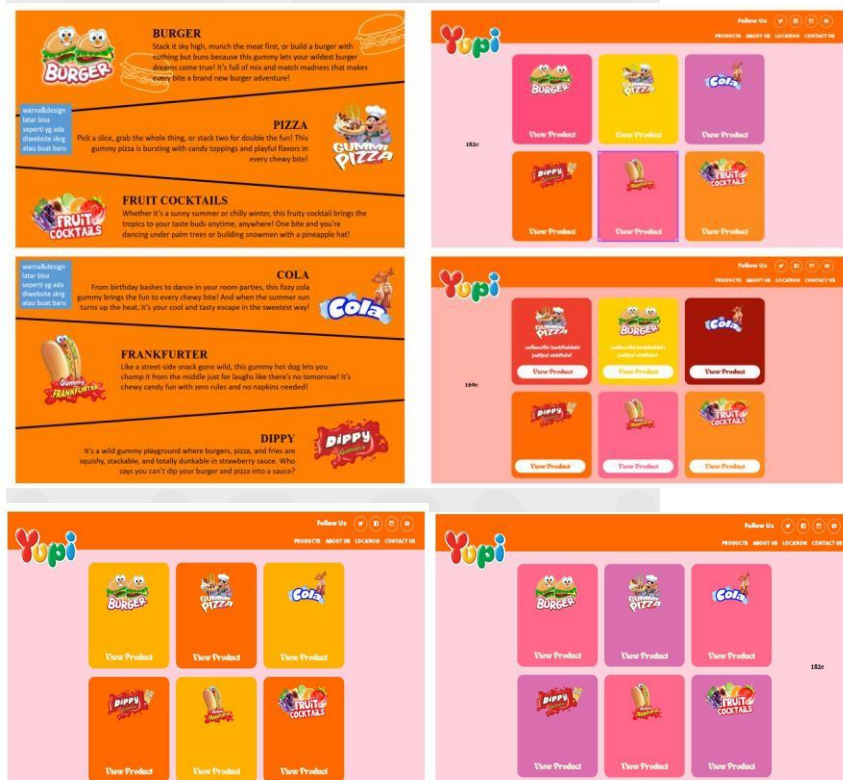 BURGER
BURGER
Stack it sky high, munch the meat first, or build a burger with
nothing but buns because this gummy lets your wildest burger
dreams come true! It's full of mix and match madness that makes
every bite a brand new burger adventure!
warna&design
latar bisa
seperti yg ada
diwebsite skrg
atau buat baru
PIZZA
Pick a slice, grab the whole thing, or stack two for double the fun! This
gummy pizza is bursting with candy toppings and playful flavors in
every chewy bite!
GUMMI
PIZZA
FRUIT
COCKTAILS
FRUIT COCKTAILS
Whether it's a sunny summer or chilly winter, this fruity cocktail brings the
tropics to your taste buds anytime, anywhere! One bite and you're
dancing under palm trees or building snowmen with a pineapple hat!
Yupi
Follow Us
PRODUCTS ABOUT US LOCATION CONTACT US
BURGER
GUMMI
PIZZA
Cola
View Product
View Product
View Product
182c
DIPPY
Gummy
FRANKFURTER
FRUIT
COCKTAILS
View Product
View Product
View Product
warna&design
latar bisa
seperti yg ada
diwebsite skrg
atau buat baru
COLA
From birthday bashes to dance in your room parties, this fizzy cola
gummy brings the fun to every chewy bite! And when the summer sun
turns up the heat, it's your cool and tasty escape in the sweetest way!
Cola
Gummy
FRANKFURTER
FRANKFURTER
Like a street-side snack gone wild, this gummy hot dog lets you
chomp it from the middle just for laughs like there's no tomorrow! It's
chewy candy fun with zero rules and no napkins needed!
DIPPY
It's a wild gummy playground where burgers, pizza, and fries are
squishy, stackable, and totally dunkable in strawberry sauce. Who
says you can't dip your burger and pizza into a sauce?
DIPPY
Gummy
Yupi
Follow Us
PRODUCTS ABOUT US LOCATION CONTACT US
GUMMI
PIZZA
BURGER
Cola
View Product
View Product
View Product
169c
DIPPY
FRUIT
COCKTAILS
View Product
View Product
View Product
Yupi
Follow Us
PRODUCTS ABOUT US LOCATION CONTACT US
BURGER
GUMMI
PIZZA
Cola
View Product
View Product
View Product
DIPPY
FRUIT
COCKTAILS
View Product
View Product
View Product
Yupi
Follow Us
PRODUCTS ABOUT US LOCATION CONTACT US
BURGER
GUMMI
PIZZA
Cola
View Product
View Product
View Product
182c
DIPPY
FRUIT
COCKTAILS
View Product
View Product
View Product